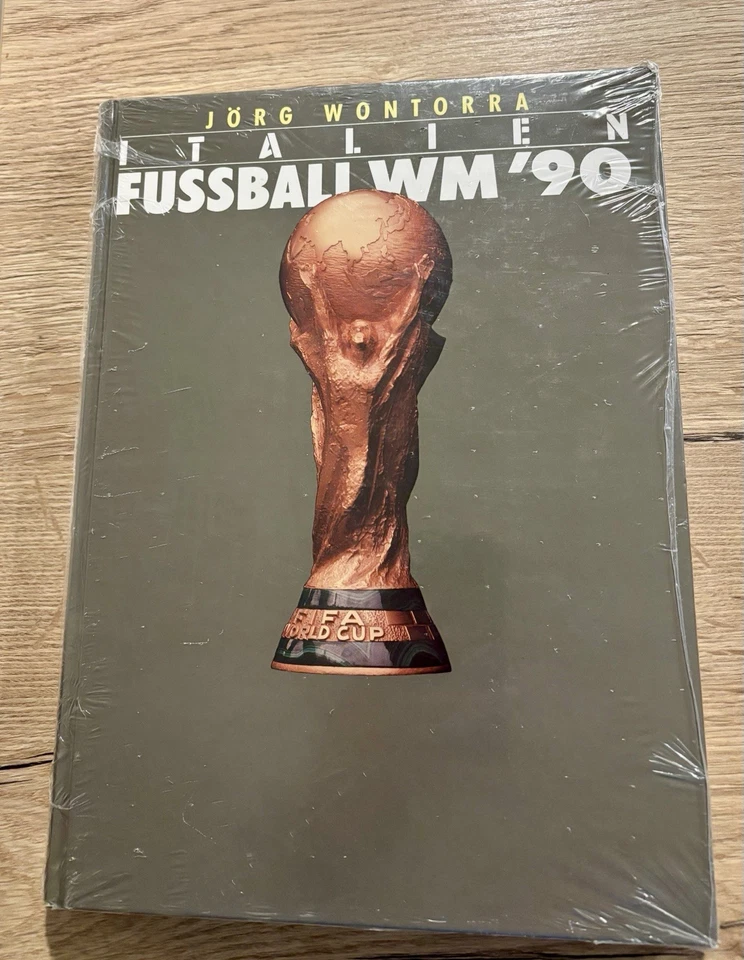 JÖRG WONTORRA
ITALIEN
FUSSBALL WM '90
FIFA
WORLD CUP